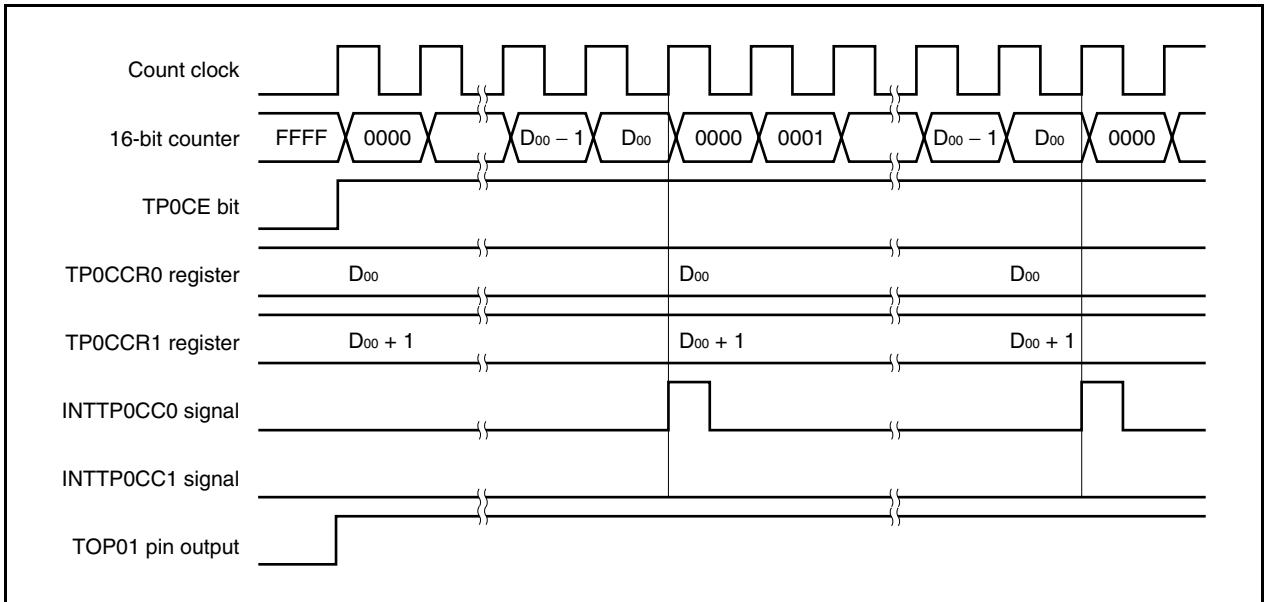 Count clock
16-bit counter FFFF 0000 D₀₀ − 1 D₀₀ 0000 0001 D₀₀ − 1 D₀₀ 0000
TP0CE bit
TP0CCR0 register D₀₀ D₀₀ D₀₀
TP0CCR1 register D₀₀ + 1 D₀₀ + 1 D₀₀ + 1
INTTP0CC0 signal
INTTP0CC1 signal
TOP01 pin output